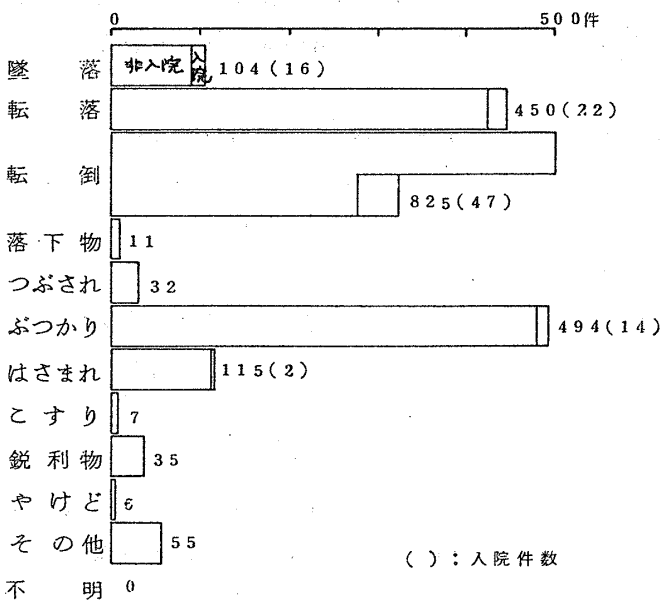 0 500件
墜落 非入院 入院 104(16)
転落 450(22)
転倒 825(47)
落下物 11
つぶされ 32
ぶつかり 494(14)
はさまれ 115(2)
こすり 7
鋭利物 35
やけど 6
その他 55
( ):入院件数
不明 0